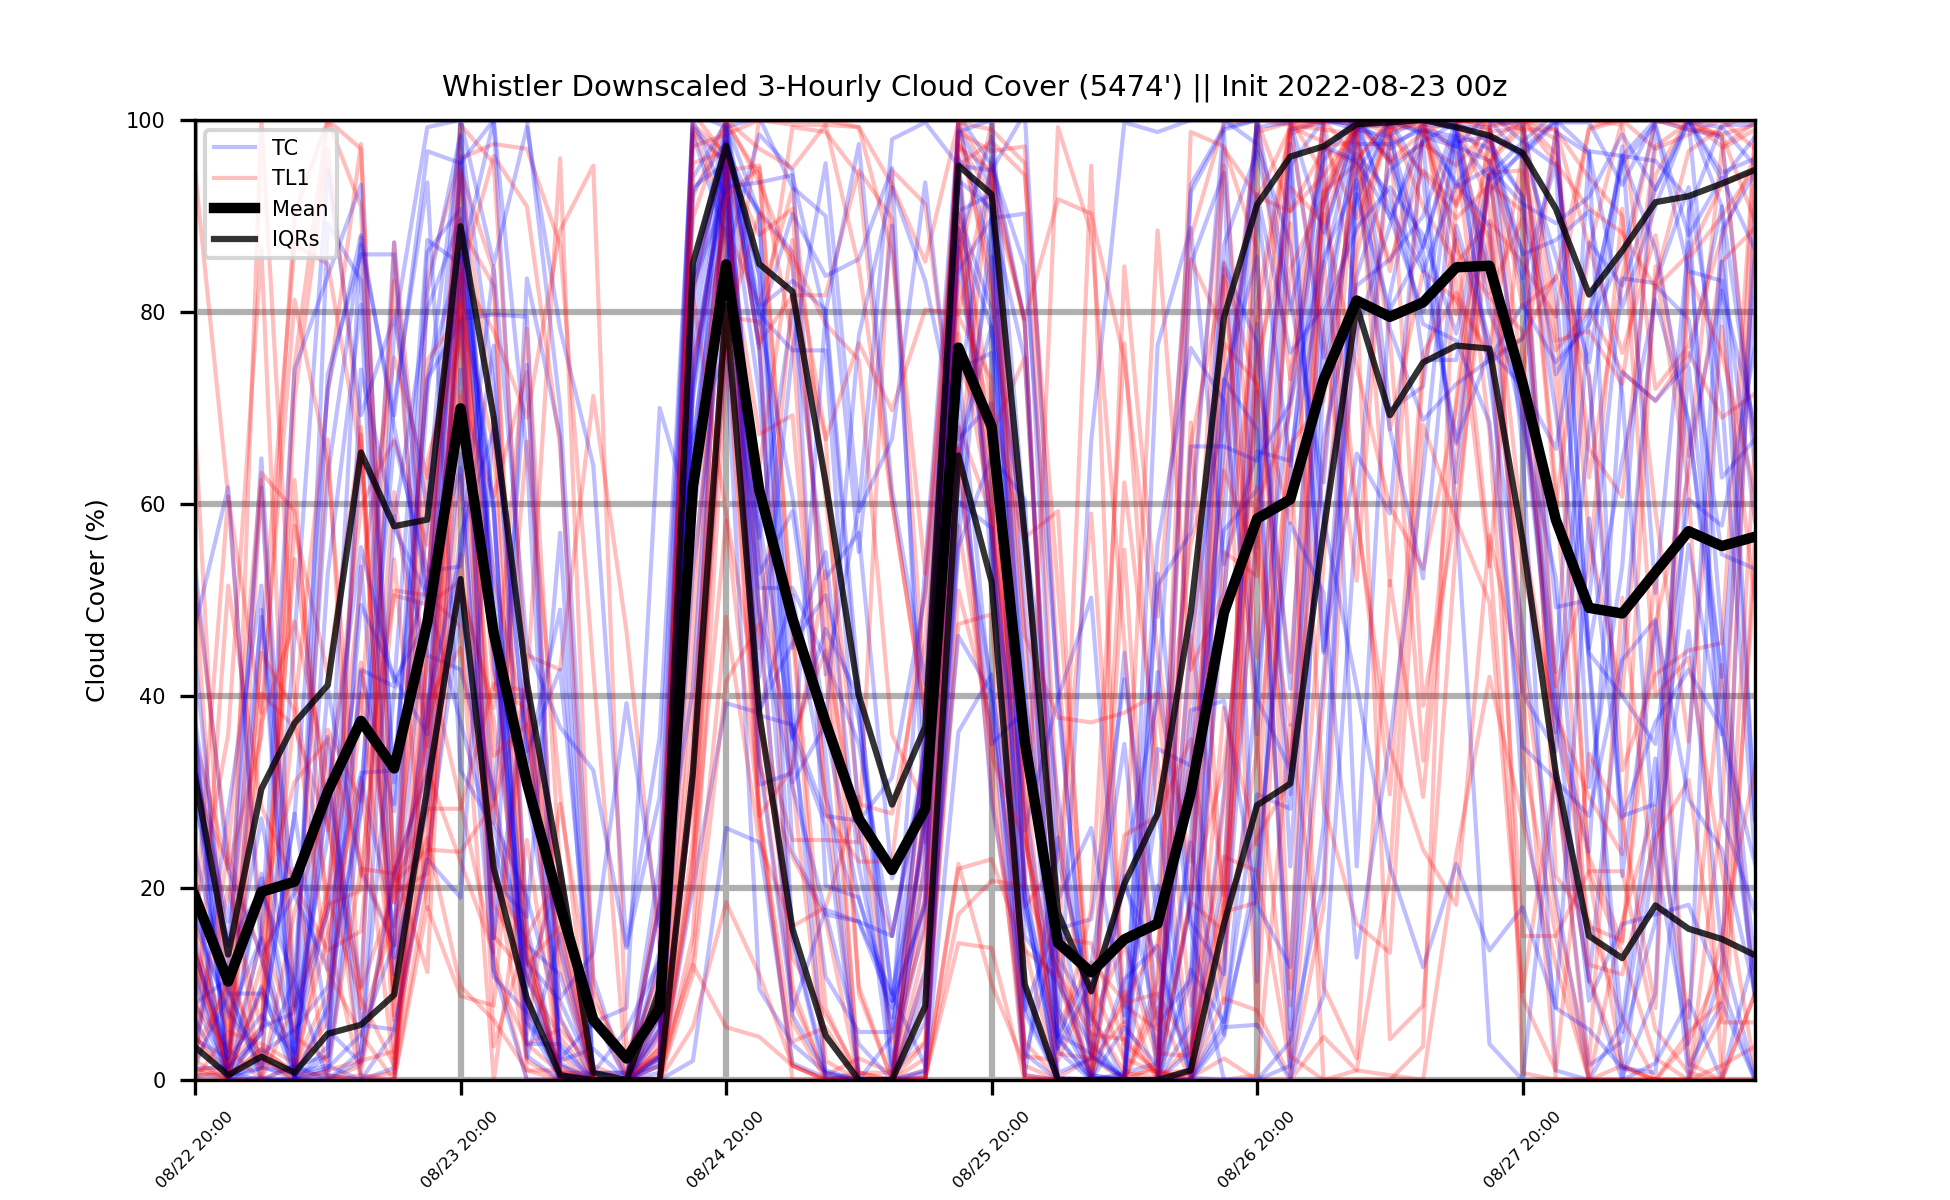 Whistler Downscaled 3-Hourly Cloud Cover (5474') || Init 2022-08-23 00z
100
80
60
40
20
0
Cloud Cover (%)
TC
TL1
Mean
IQRs
08/22 20:00
08/23 20:00
08/24 20:00
08/25 20:00
08/26 20:00
08/27 20:00